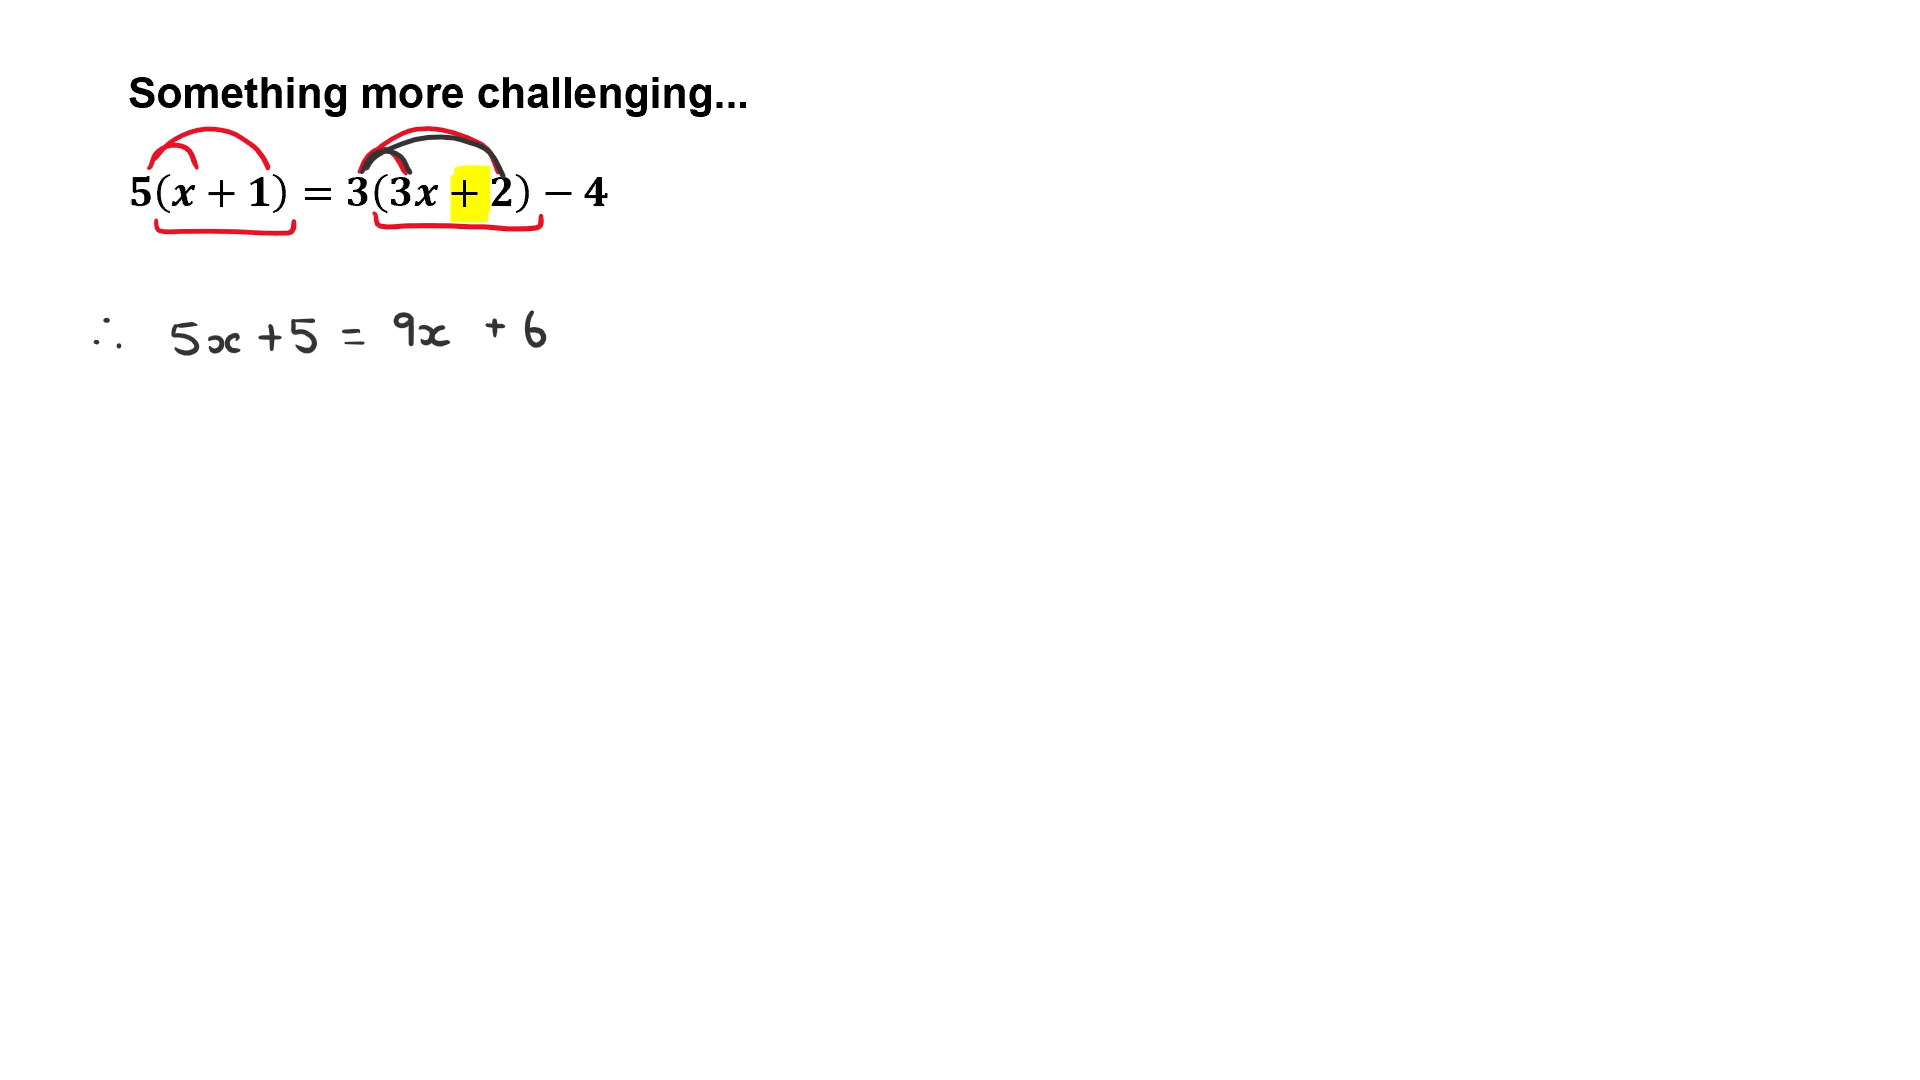 Something more challenging...
5(x + 1) = 3(3x + 2) − 4
∴ 5x + 5 = 9x + 6